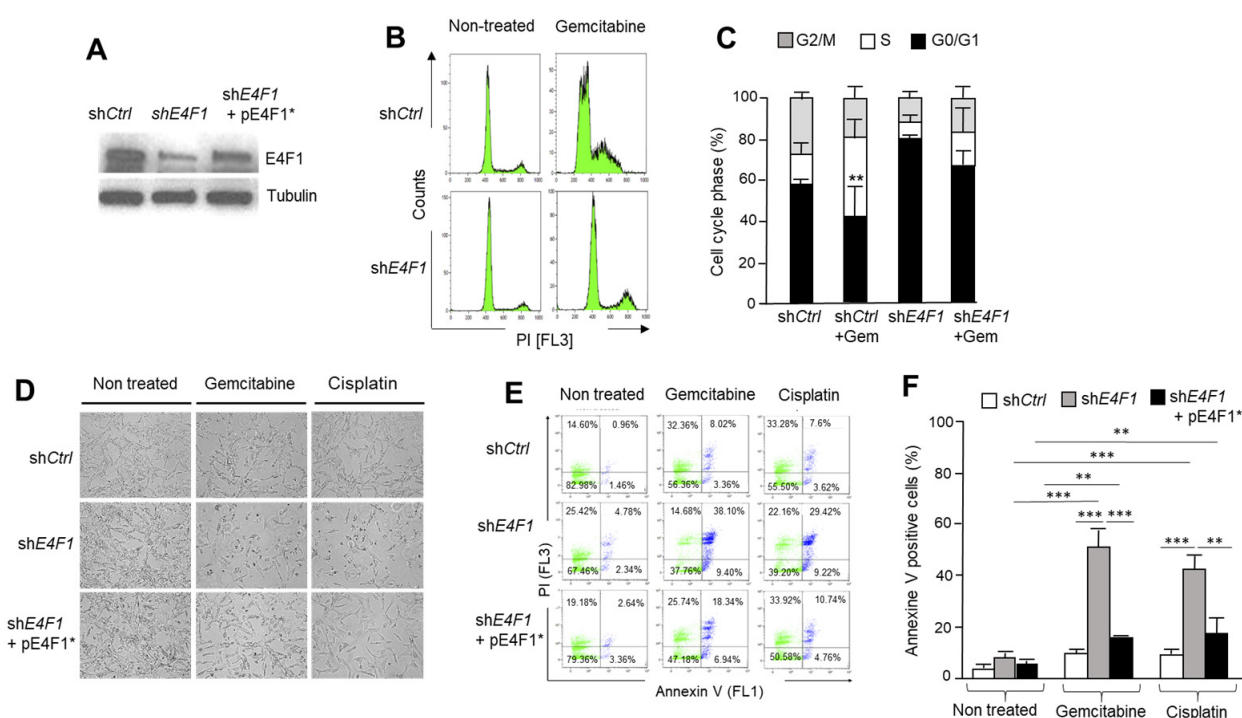 A
shCtrl shE4F1 shE4F1
+ pE4F1*
E4F1
Tubulin
B
Non-treated Gemcitabine
shCtrl
shE4F1
Counts
PI [FL3]
C
G2/M S G0/G1
Cell cycle phase (%)
100
80
60
40
20
0
**
shCtrl shCtrl shE4F1 shE4F1
+Gem +Gem
D
Non treated Gemcitabine Cisplatin
shCtrl
shE4F1
shE4F1
+ pE4F1*
E
Non treated Gemcitabine Cisplatin
shCtrl
14.60% 0.96% 32.36% 8.02% 33.28% 7.6%
82.98% 1.46% 56.36% 3.36% 55.50% 3.62%
shE4F1
25.42% 4.78% 14.68% 38.10% 22.16% 29.42%
67.46% 2.34% 37.76% 9.40% 39.20% 9.22%
shE4F1
+ pE4F1*
19.18% 2.64% 25.74% 18.34% 33.92% 10.74%
79.36% 3.36% 47.18% 6.94% 50.58% 4.76%
PI (FL3)
Annexin V (FL1)
F
shCtrl shE4F1 shE4F1
+ pE4F1*
Annexine V positive cells (%)
100
80
60
40
20
0
**
***
**
***
*** ***
*** **
Non treated Gemcitabine Cisplatin